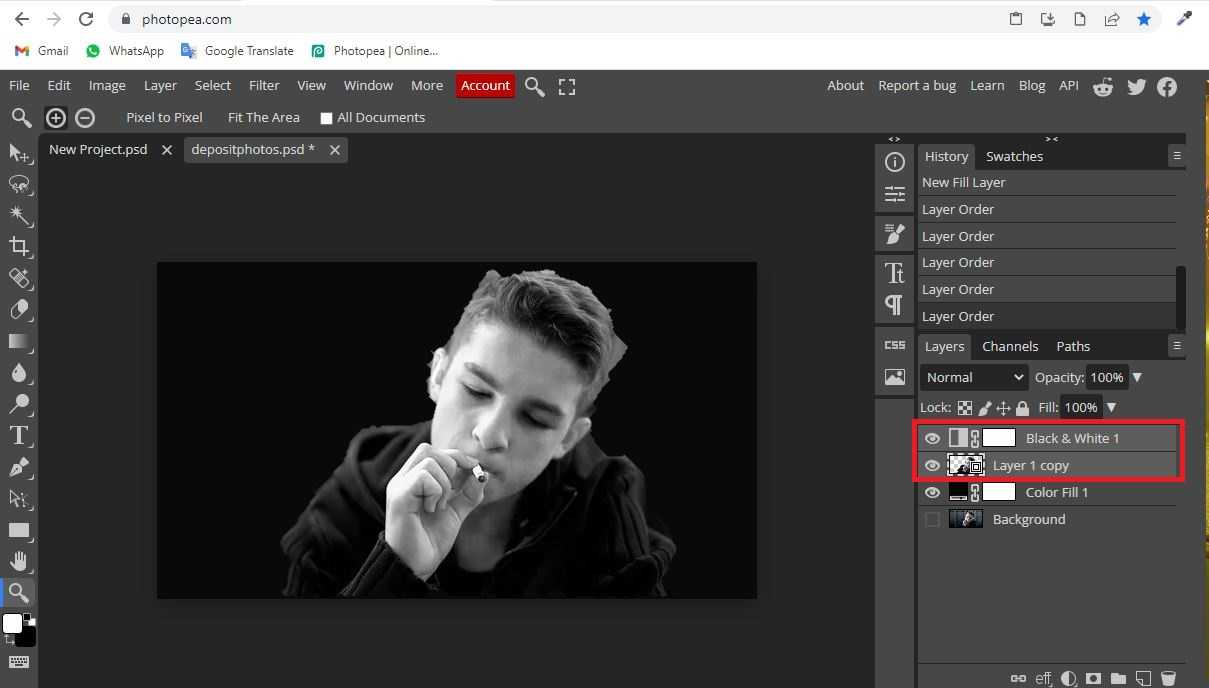 photopea.com
Gmail WhatsApp Google Translate Photopea | Online...
File Edit Image Layer Select Filter View Window More Account About Report a bug Learn Blog API
Pixel to Pixel Fit The Area All Documents
New Project.psd depositphotos.psd *
History Swatches
New Fill Layer
Layer Order
Layer Order
Layer Order
Layer Order
Layer Order
CSS
Layers Channels Paths
Normal Opacity: 100%
Lock: Fill: 100%
Black & White 1
Layer 1 copy
Color Fill 1
Background
eff